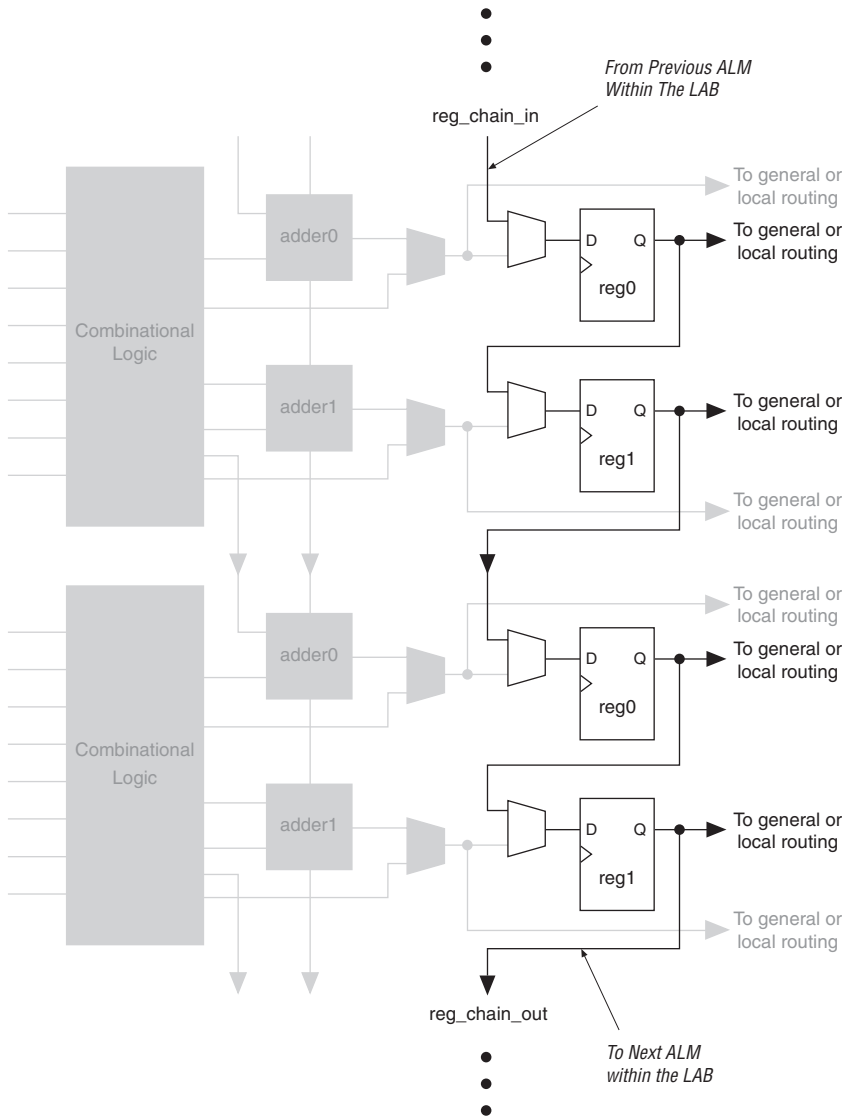 From Previous ALM
Within The LAB
reg_chain_in
To general or
local routing
adder0
D Q
reg0
To general or
local routing
Combinational
Logic
adder1
D Q
reg1
To general or
local routing
To general or
local routing
To general or
local routing
adder0
D Q
reg0
To general or
local routing
Combinational
Logic
adder1
D Q
reg1
To general or
local routing
To general or
local routing
reg_chain_out
To Next ALM
within the LAB